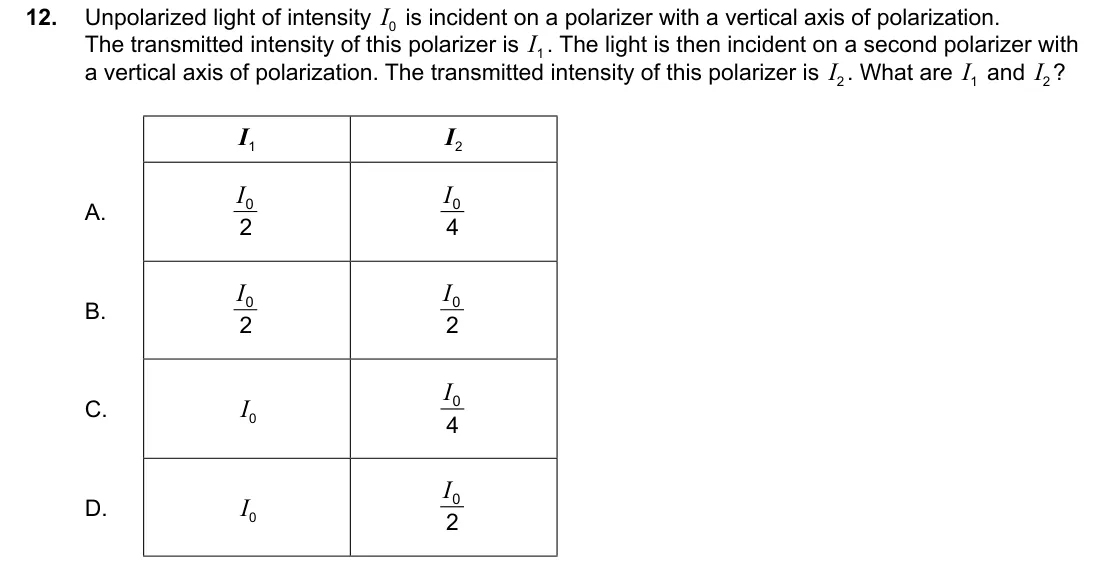 12. Unpolarized light of intensity I₀ is incident on a polarizer with a vertical axis of polarization.
The transmitted intensity of this polarizer is I₁. The light is then incident on a second polarizer with
a vertical axis of polarization. The transmitted intensity of this polarizer is I₂. What are I₁ and I₂?
I₁ I₂
A. I₀/2 I₀/4
B. I₀/2 I₀/2
C. I₀ I₀/4
D. I₀ I₀/2